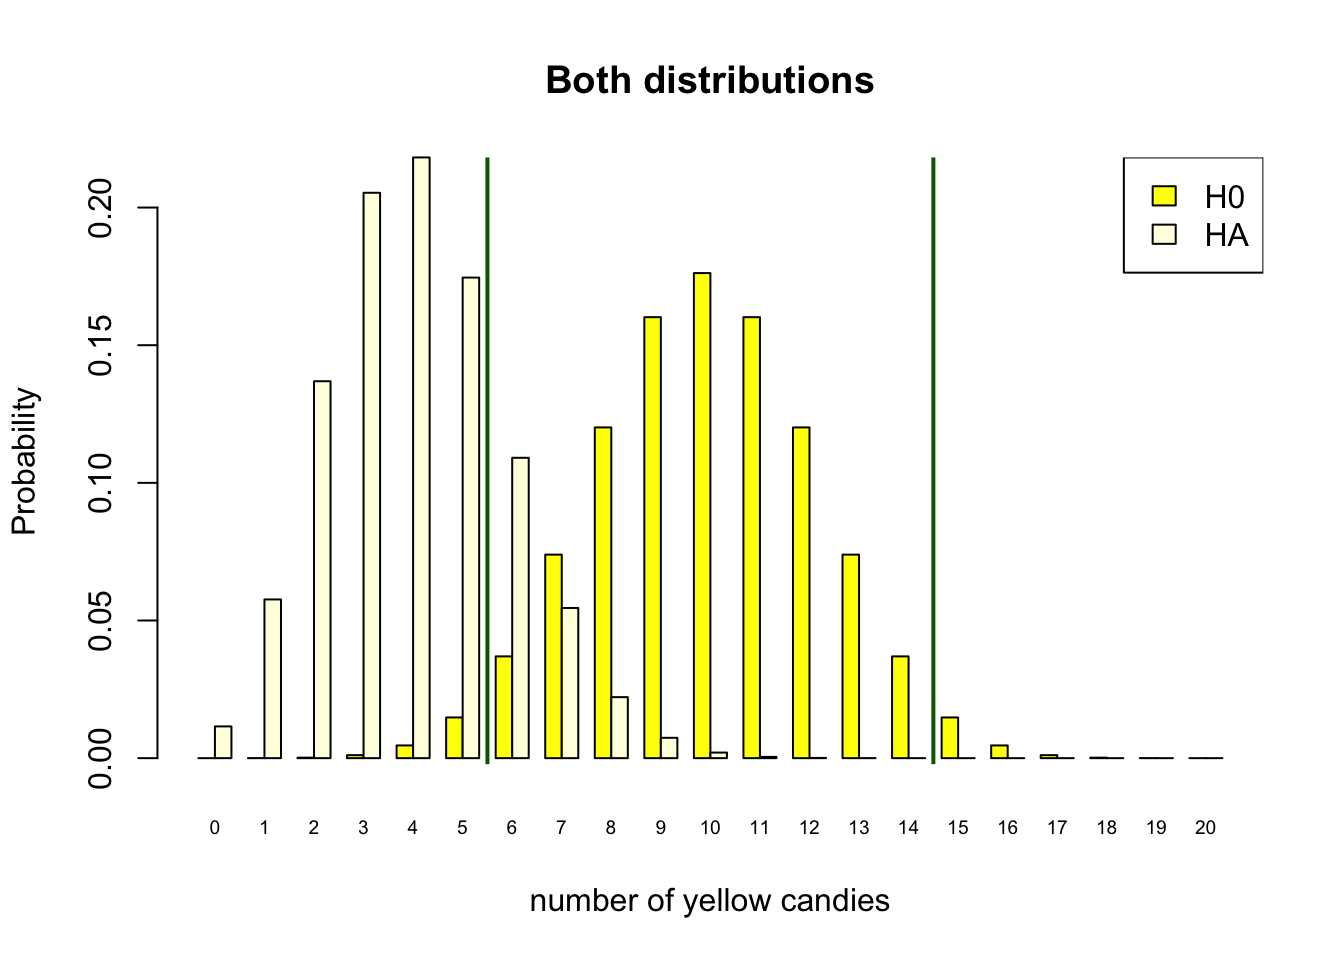 Both distributions
H0
HA
Probability
0.20
0.15
0.10
0.05
0.00
0 1 2 3 4 5 6 7 8 9 10 11 12 13 14 15 16 17 18 19 20
number of yellow candies